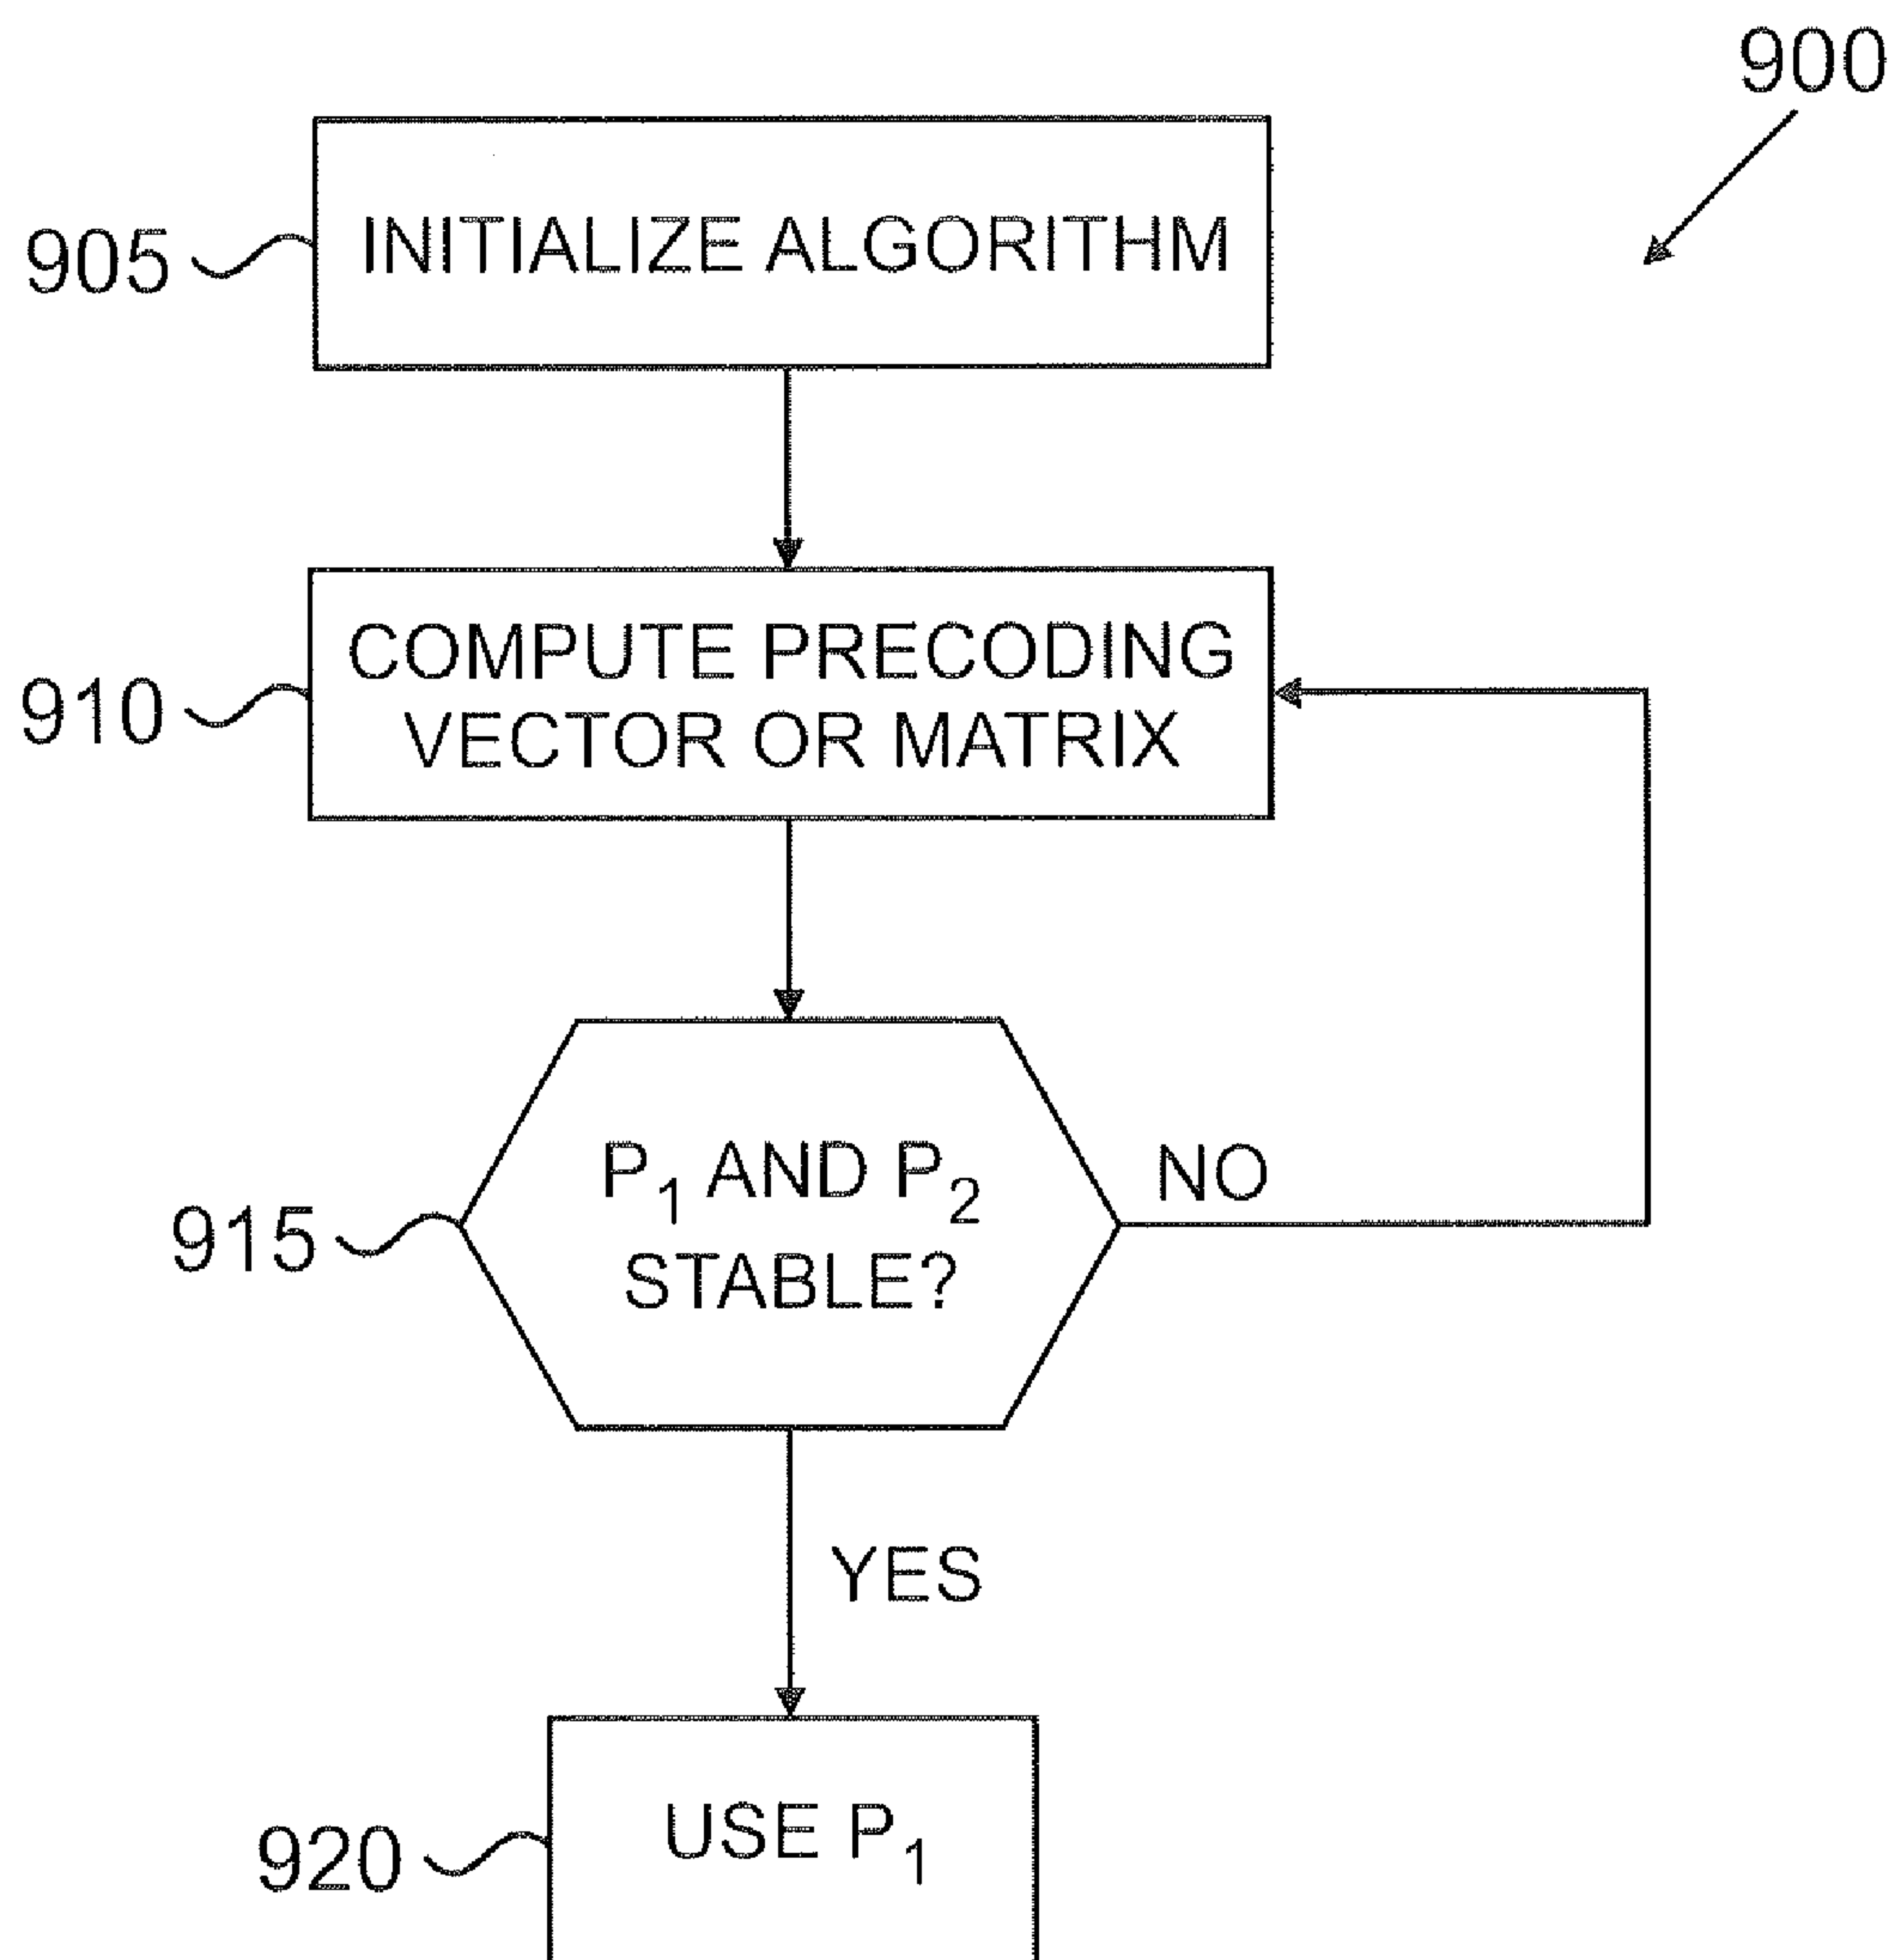 900
905
INITIALIZE ALGORITHM
910
COMPUTE PRECODING
VECTOR OR MATRIX
915
P₁ AND P₂
STABLE?
NO
YES
920
USE P₁